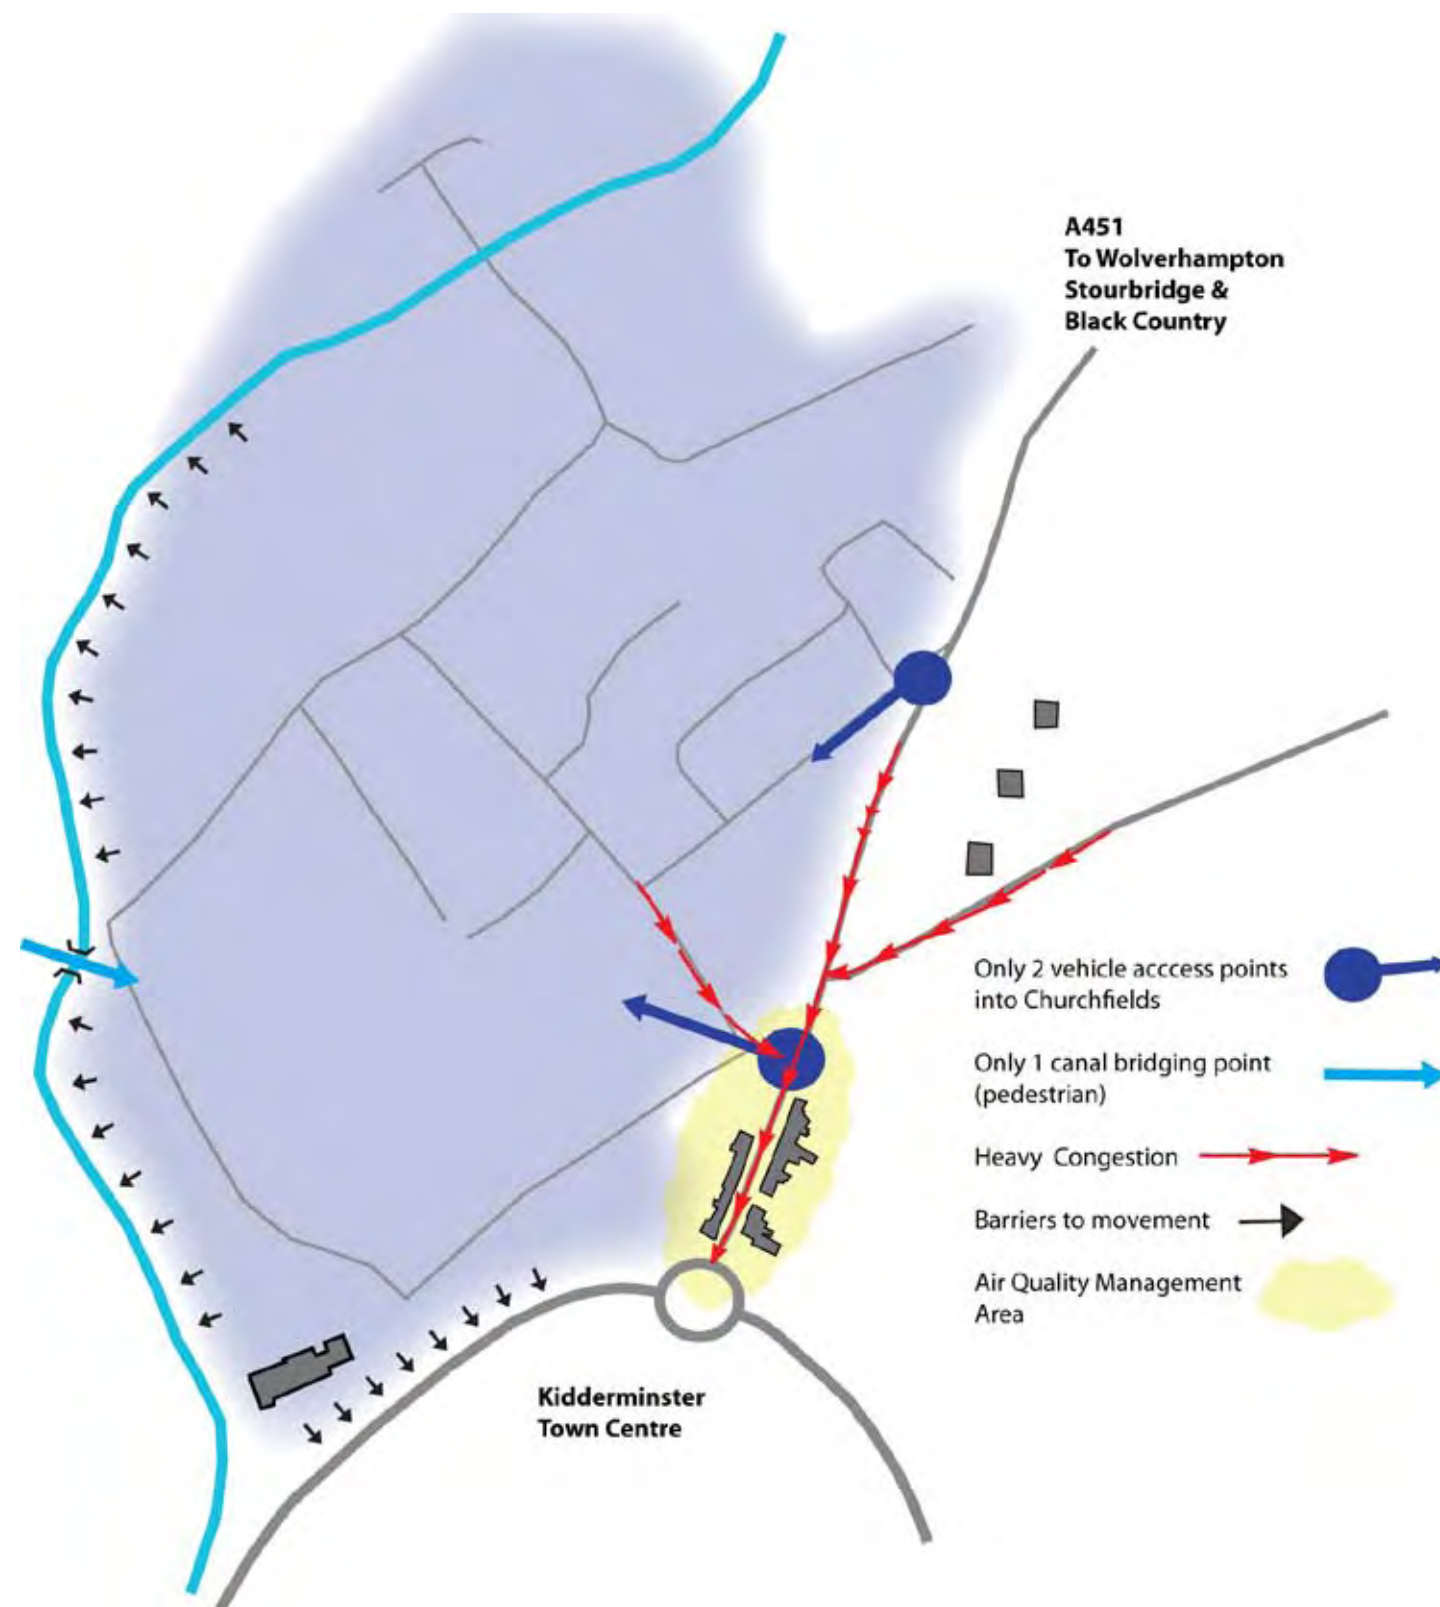 A451
To Wolverhampton
Stourbridge &
Black Country
Only 2 vehicle acccess points
into Churchfields
Only 1 canal bridging point
(pedestrian)
Heavy Congestion
Barriers to movement
Air Quality Management
Area
Kidderminster
Town Centre